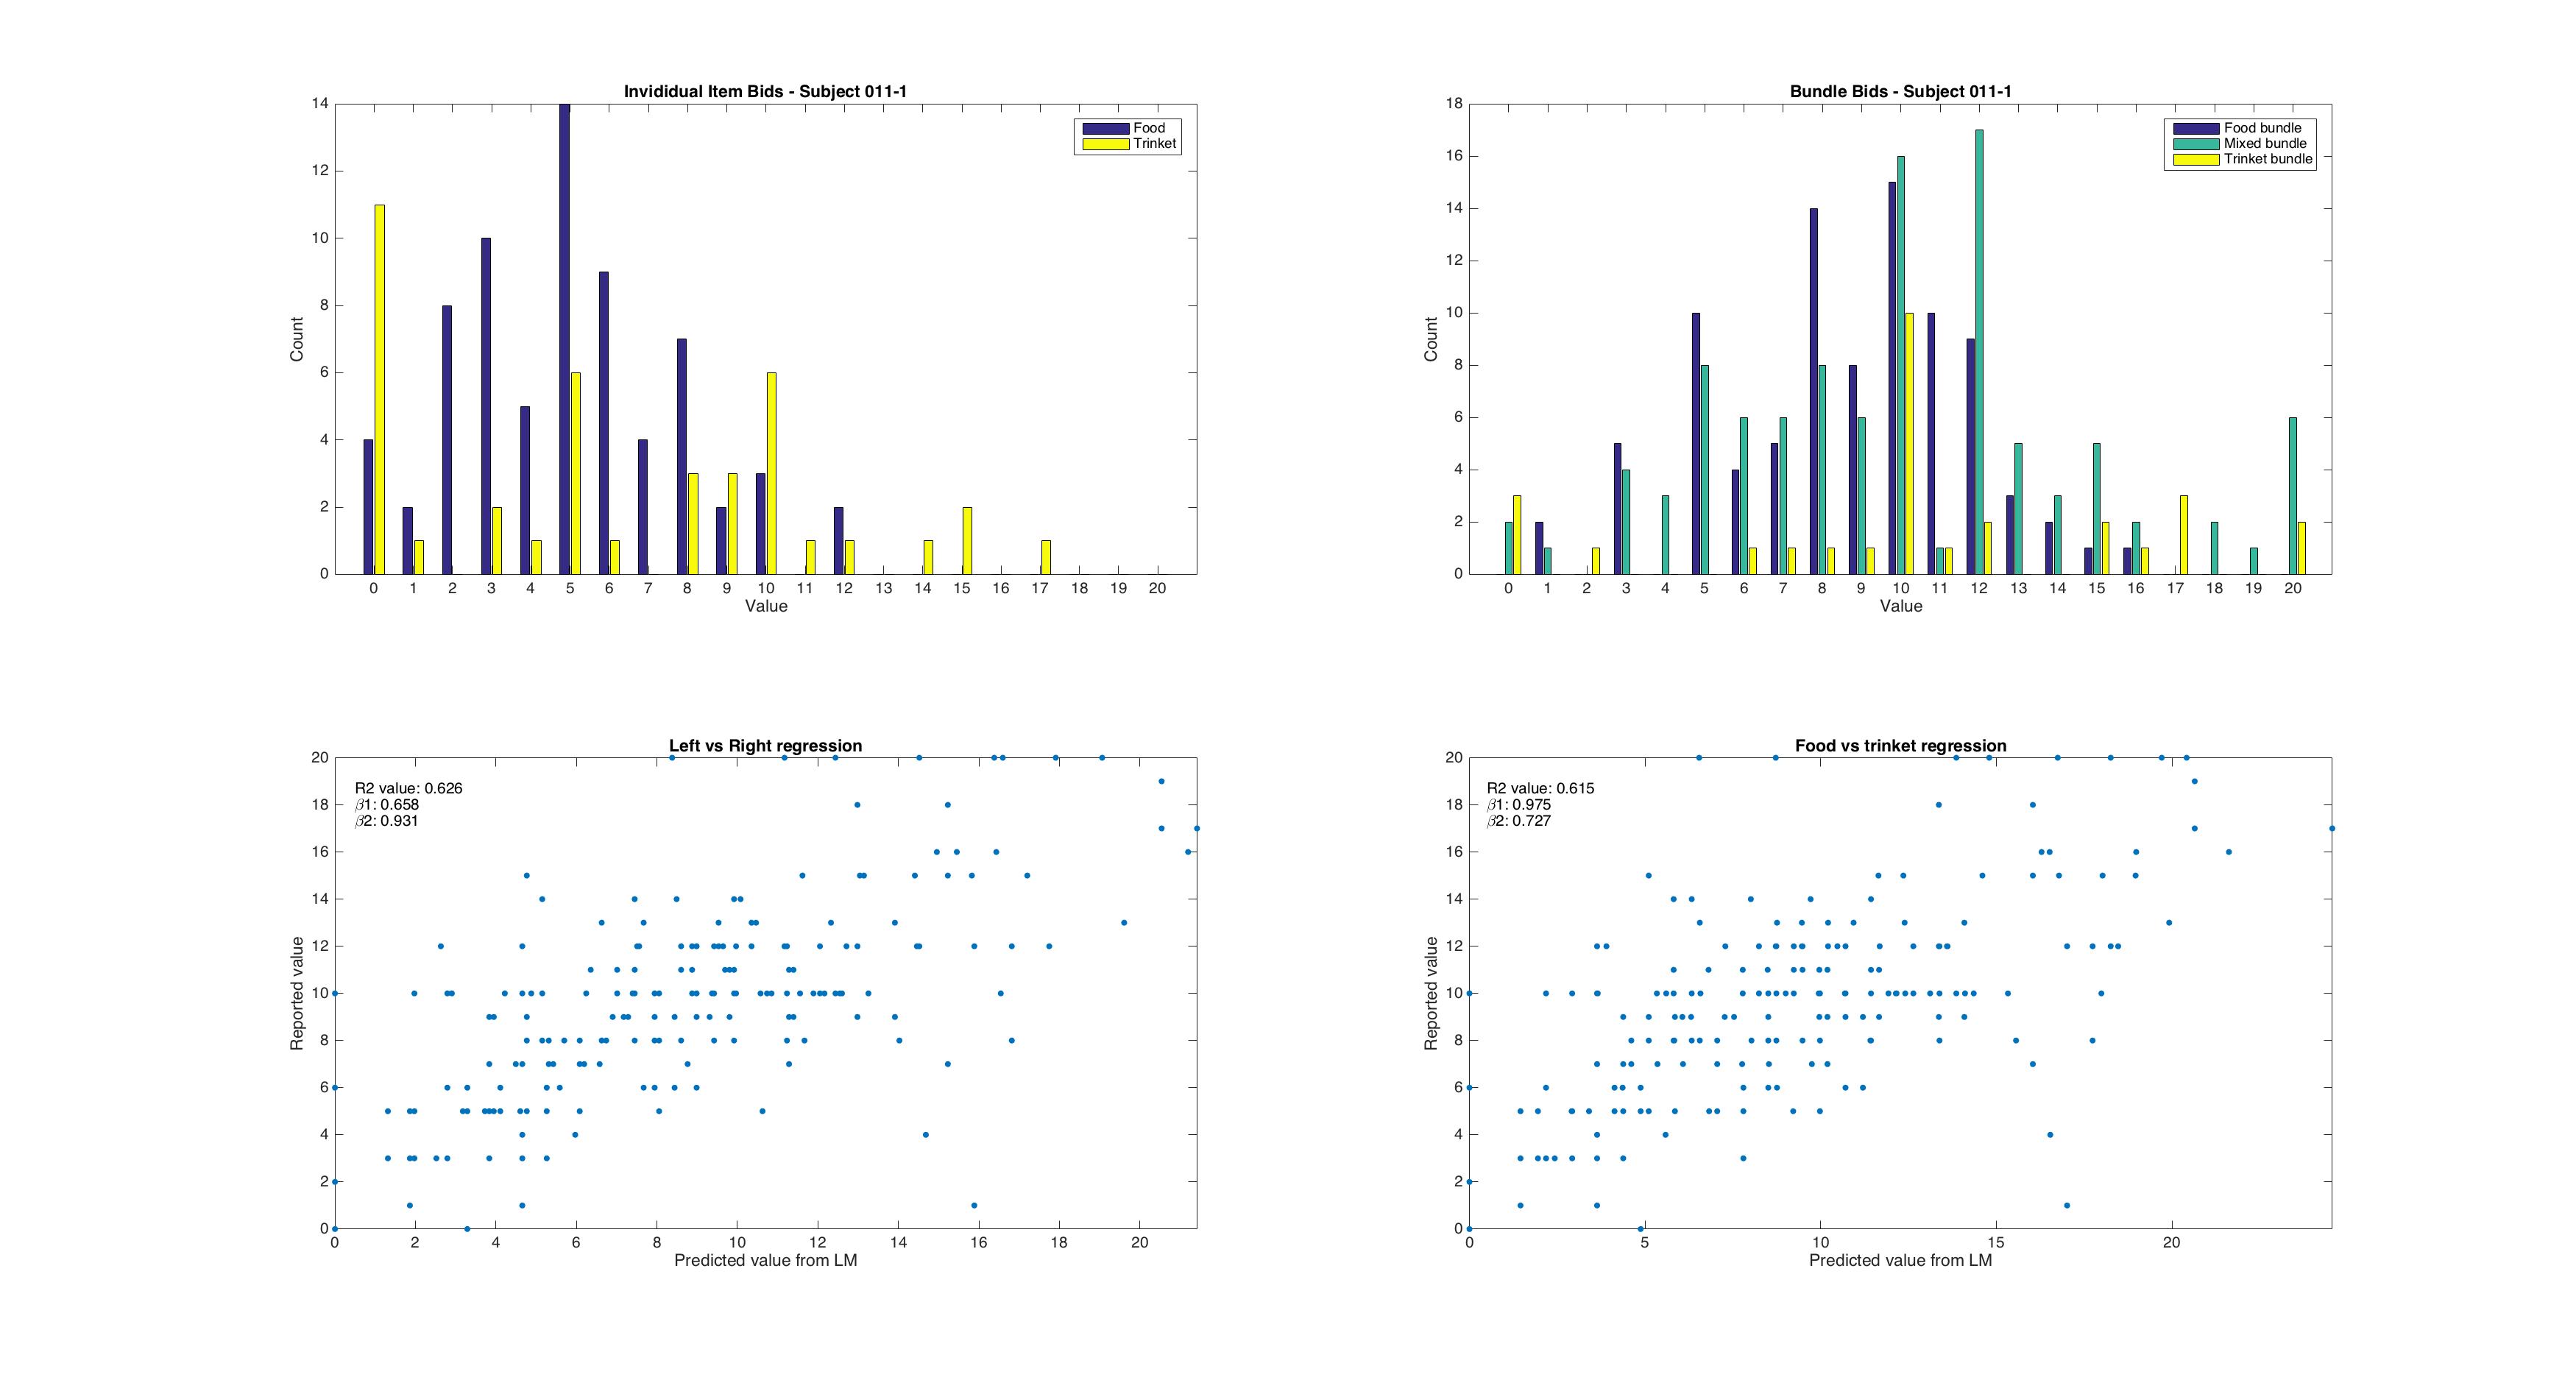 Invididual Item Bids - Subject 011-1
14
12
10
8
6
4
2
0
Count
Food
Trinket
0 1 2 3 4 5 6 7 8 9 10 11 12 13 14 15 16 17 18 19 20
Value
Bundle Bids - Subject 011-1
18
16
14
12
10
8
6
4
2
0
Count
Food bundle
Mixed bundle
Trinket bundle
0 1 2 3 4 5 6 7 8 9 10 11 12 13 14 15 16 17 18 19 20
Value
Left vs Right regression
20
18
16
14
12
10
8
6
4
2
0
Reported value
R2 value: 0.626
β1: 0.658
β2: 0.931
0 2 4 6 8 10 12 14 16 18 20
Predicted value from LM
Food vs trinket regression
20
18
16
14
12
10
8
6
4
2
0
Reported value
R2 value: 0.615
β1: 0.975
β2: 0.727
0 5 10 15 20
Predicted value from LM